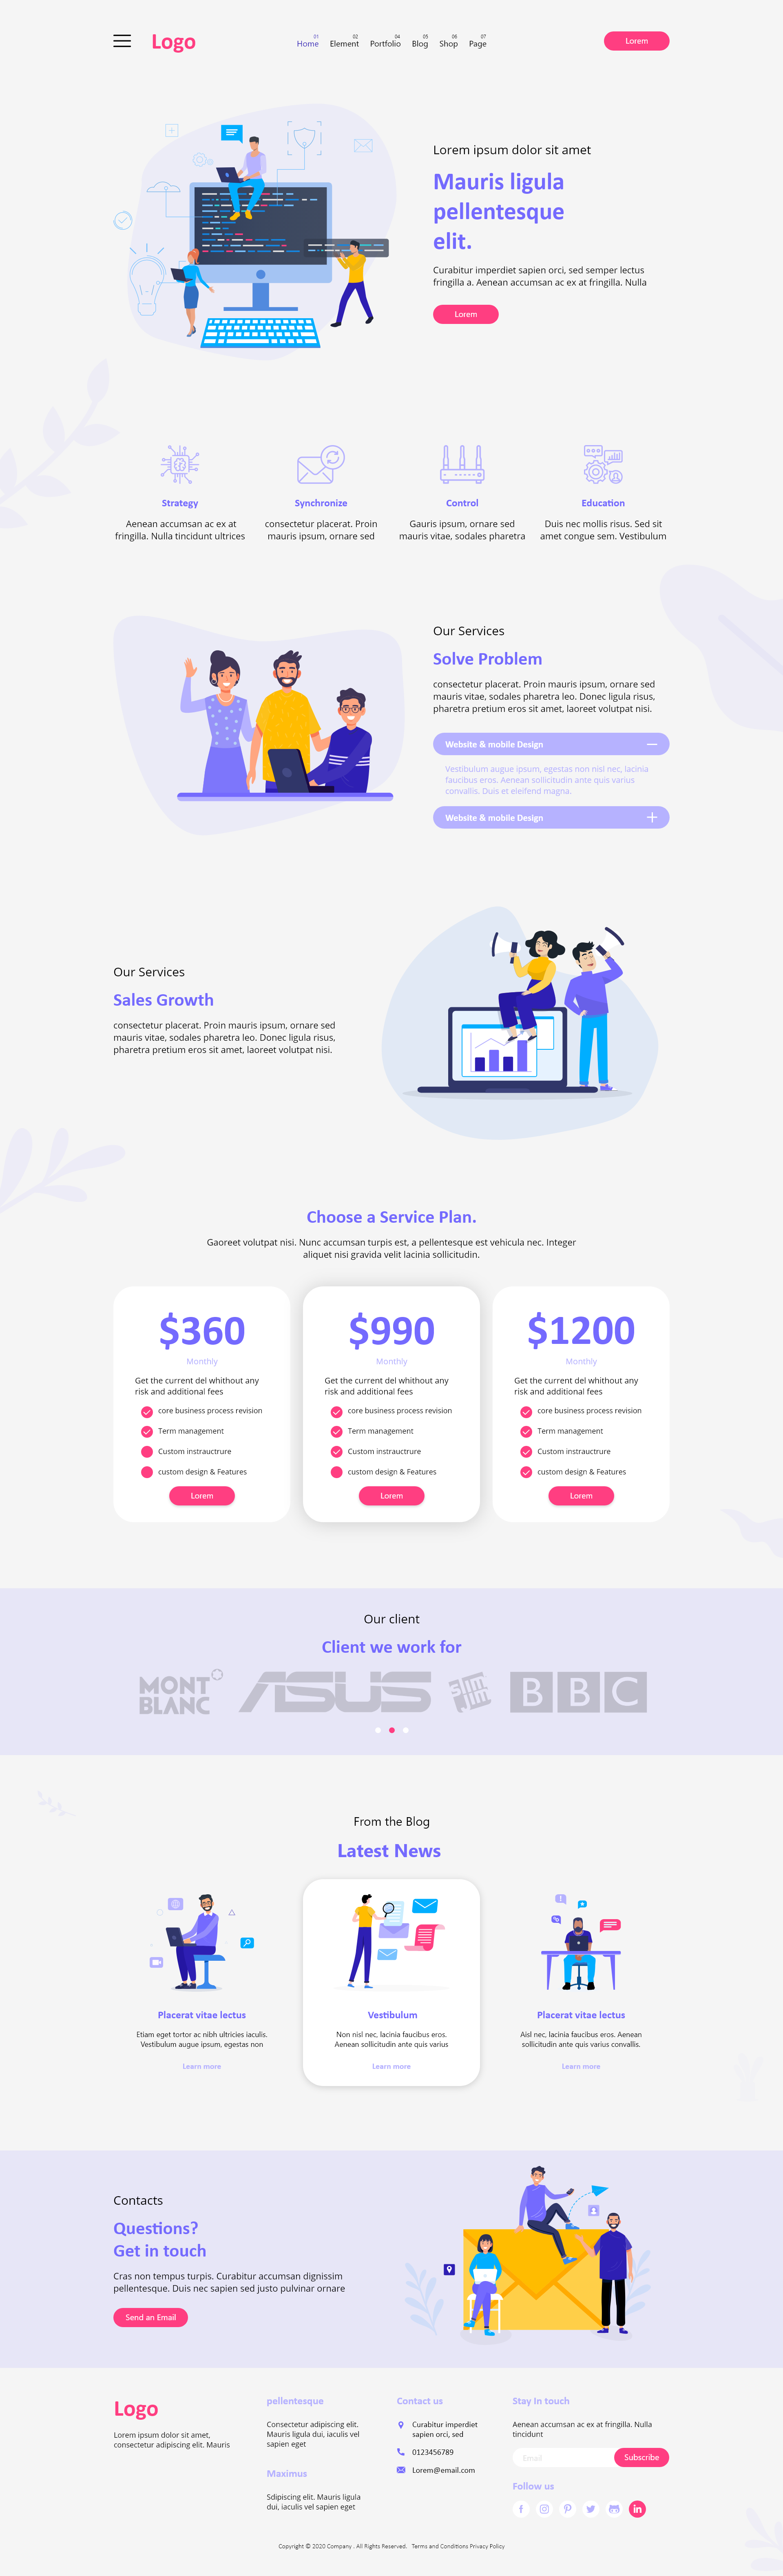 Logo
01 02 04 05 06 07
Home Element Portfolio Blog Shop Page
Lorem
Lorem ipsum dolor sit amet
Mauris ligula
pellentesque
elit.
Curabitur imperdiet sapien orci, sed semper lectus
fringilla a. Aenean accumsan ac ex at fringilla. Nulla
Lorem
Strategy
Aenean accumsan ac ex at
fringilla. Nulla tincidunt ultrices
Synchronize
consectetur placerat. Proin
mauris ipsum, ornare sed
Control
Gauris ipsum, ornare sed
mauris vitae, sodales pharetra
Education
Duis nec mollis risus. Sed sit
amet congue sem. Vestibulum
Our Services
Solve Problem
consectetur placerat. Proin mauris ipsum, ornare sed
mauris vitae, sodales pharetra leo. Donec ligula risus,
pharetra pretium eros sit amet, laoreet volutpat nisi.
Website & mobile Design
Vestibulum augue ipsum, egestas non nisl nec, lacinia
faucibus eros. Aenean sollicitudin ante quis varius
convallis. Duis et eleifend magna.
Website & mobile Design
Our Services
Sales Growth
consectetur placerat. Proin mauris ipsum, ornare sed
mauris vitae, sodales pharetra leo. Donec ligula risus,
pharetra pretium eros sit amet, laoreet volutpat nisi.
Choose a Service Plan.
Gaoreet volutpat nisi. Nunc accumsan turpis est, a pellentesque est vehicula nec. Integer
aliquet nisi gravida velit lacinia sollicitudin.
$360
Monthly
Get the current del whithout any
risk and additional fees
core business process revision
Term management
Custom instrauctrure
custom design & Features
Lorem
$990
Monthly
Get the current del whithout any
risk and additional fees
core business process revision
Term management
Custom instrauctrure
custom design & Features
Lorem
$1200
Monthly
Get the current del whithout any
risk and additional fees
core business process revision
Term management
Custom instrauctrure
custom design & Features
Lorem
Our client
Client we work for
MONT
BLANC
ASUS
BBC
From the Blog
Latest News
Placerat vitae lectus
Etiam eget tortor ac nibh ultricies iaculis.
Vestibulum augue ipsum, egestas non
Learn more
Vestibulum
Non nisl nec, lacinia faucibus eros.
Aenean sollicitudin ante quis varius
Learn more
Placerat vitae lectus
Aisl nec, lacinia faucibus eros. Aenean
sollicitudin ante quis varius convallis.
Learn more
Contacts
Questions?
Get in touch
Cras non tempus turpis. Curabitur accumsan dignissim
pellentesque. Duis nec sapien sed justo pulvinar ornare
Send an Email
Logo
Lorem ipsum dolor sit amet,
consectetur adipiscing elit. Mauris
pellentesque
Consectetur adipiscing elit.
Mauris ligula dui, iaculis vel
sapien eget
Maximus
Sdipiscing elit. Mauris ligula
dui, iaculis vel sapien eget
Contact us
Curabitur imperdiet
sapien orci, sed
0123456789
Lorem@email.com
Stay In touch
Aenean accumsan ac ex at fringilla. Nulla
tincidunt
Email
Subscribe
Follow us
Copyright © 2020 Company . All Rights Reserved. Terms and Conditions Privacy Policy